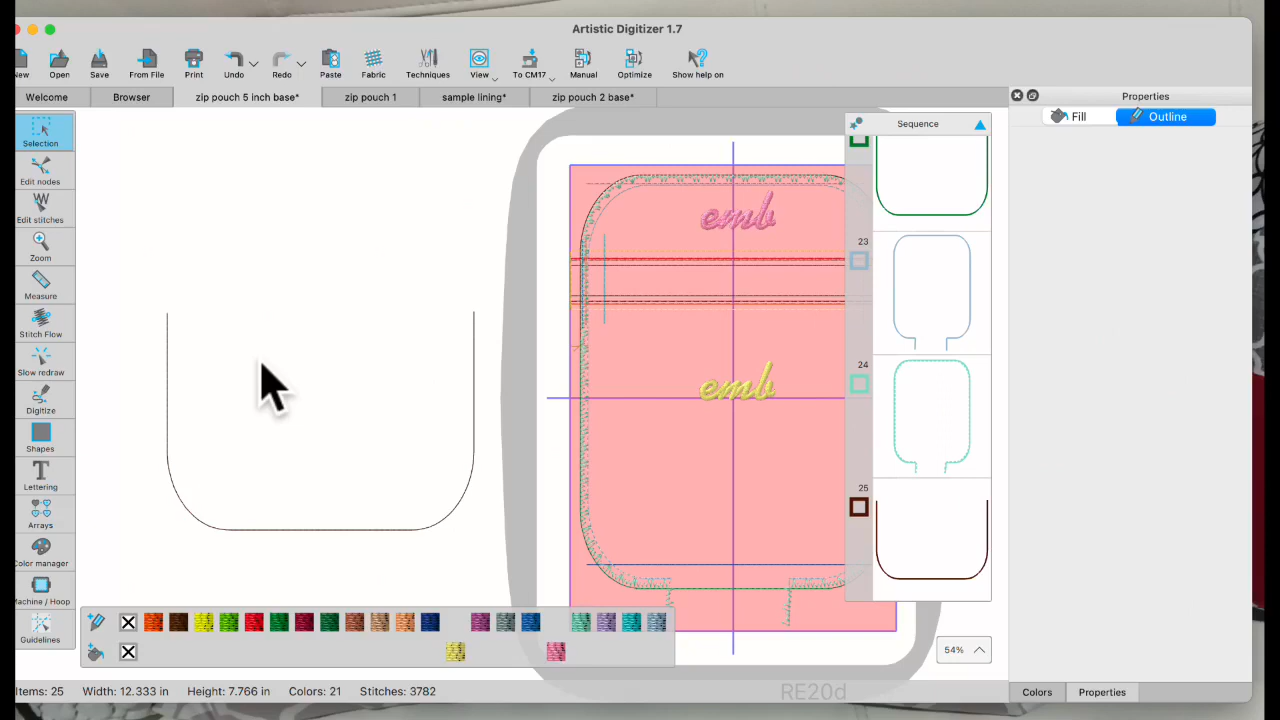 Artistic Digitizer 1.7
New Open Save From File Print Undo Redo Paste Fabric Techniques View To CM17 Manual Optimize Show help on
Welcome Browser zip pouch 5 inch base* zip pouch 1 sample lining* zip pouch 2 base*
Properties
Fill Outline
Sequence
Selection
Edit nodes
Edit stitches
Zoom
Measure
Stitch Flow
Slow redraw
Digitize
Shapes
Lettering
Arrays
Color manager
Machine / Hoop
Guidelines
emb
emb
23
24
25
54%
RE20d
Items: 25 Width: 12.333 in Height: 7.766 in Colors: 21 Stitches: 3782
Colors Properties